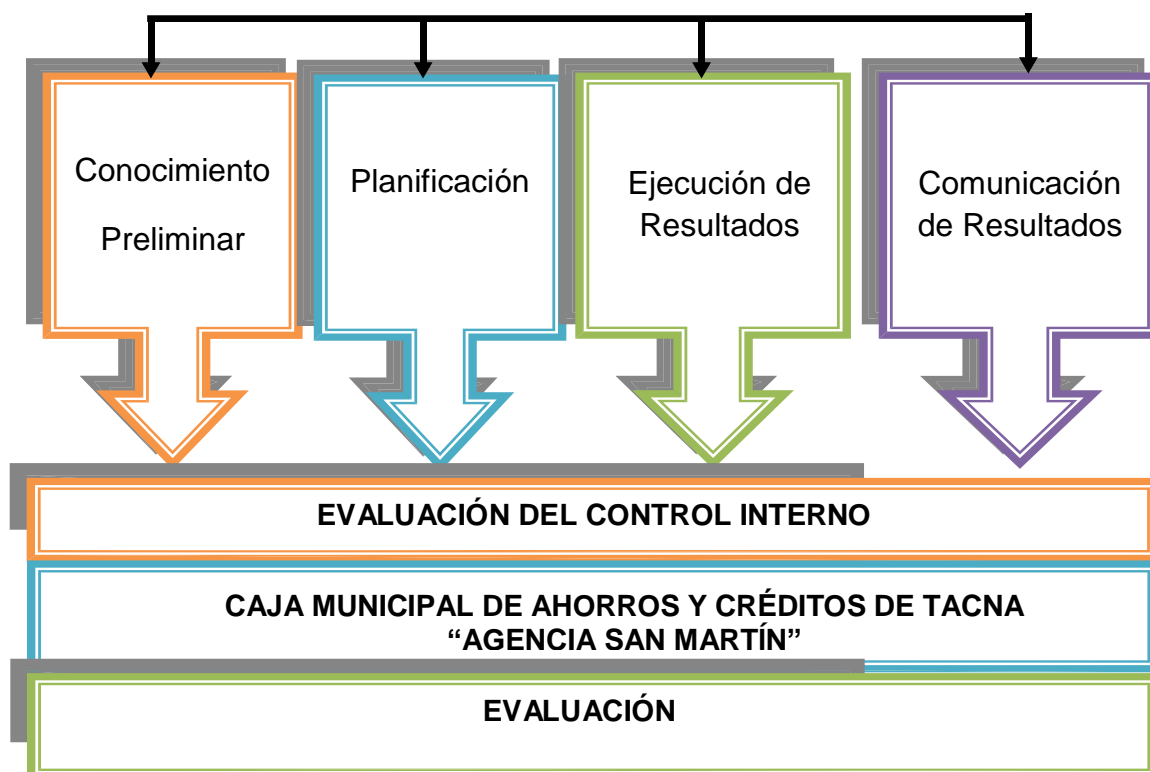 Conocimiento
Preliminar
Planificación
Ejecución de
Resultados
Comunicación
de Resultados
EVALUACIÓN DEL CONTROL INTERNO
CAJA MUNICIPAL DE AHORROS Y CRÉDITOS DE TACNA
“AGENCIA SAN MARTÍN”
EVALUACIÓN